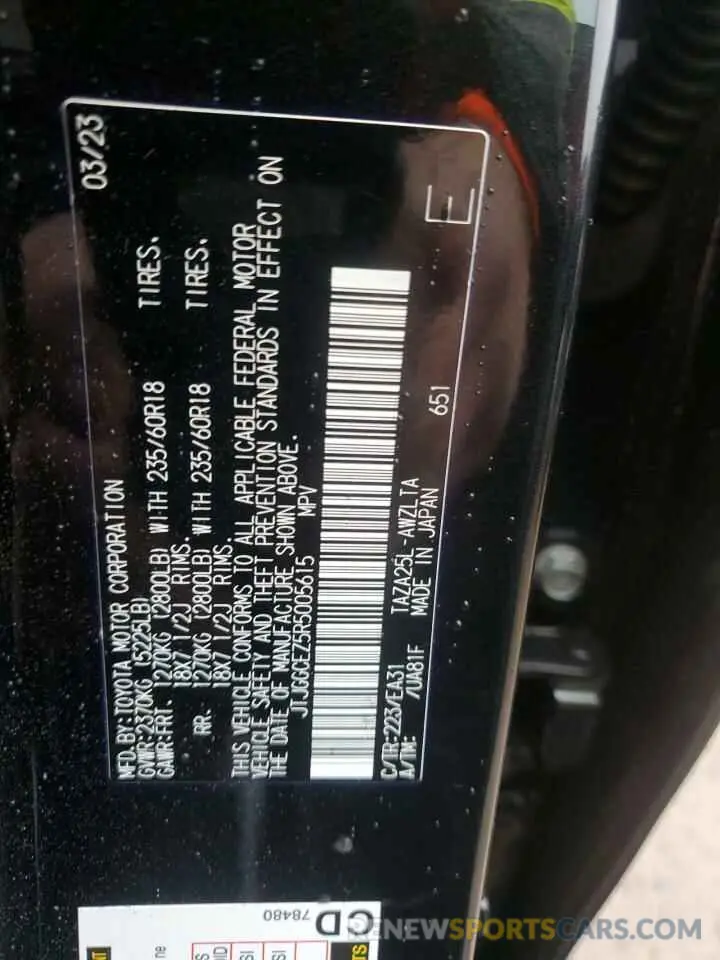 MFD.BY:TOYOTA MOTOR CORPORATION 03/23
GVWR:2370KG (5225LB)
GAWR:FRT. 1270KG (2800LB) WITH 235/60R18 TIRES.
18X7 1/2J RIMS.
RR. 1270KG (2800LB) WITH 235/60R18 TIRES.
18X7 1/2J RIMS.
THIS VEHICLE CONFORMS TO ALL APPLICABLE FEDERAL MOTOR
VEHICLE SAFETY AND THEFT PREVENTION STANDARDS IN EFFECT ON
THE DATE OF MANUFACTURE SHOWN ABOVE.
JTJGGCEZ5R5005615 MPV
C/TR:223/EA31 TAZA25L-AWZLTA 651
A/TM: /UA81F MADE IN JAPAN E
78480
CD
RENEWSPORTSCARS.COM